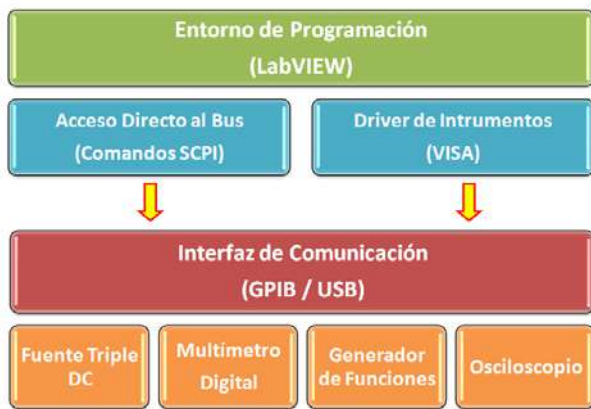 Entorno de Programación
(LabVIEW)
Acceso Directo al Bus
(Comandos SCPI)
Driver de Intrumentos
(VISA)
Interfaz de Comunicación
(GPIB / USB)
Fuente Triple
DC
Multímetro
Digital
Generador
de Funciones
Osciloscopio